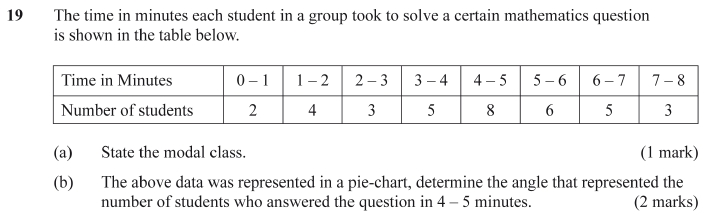 19 The time in minutes each student in a group took to solve a certain mathematics question
is shown in the table below.
Time in Minutes 0 – 1 1 – 2 2 – 3 3 – 4 4 – 5 5 – 6 6 – 7 7 – 8
Number of students 2 4 3 5 8 6 5 3
(a) State the modal class. (1 mark)
(b) The above data was represented in a pie-chart, determine the angle that represented the
number of students who answered the question in 4 – 5 minutes. (2 marks)